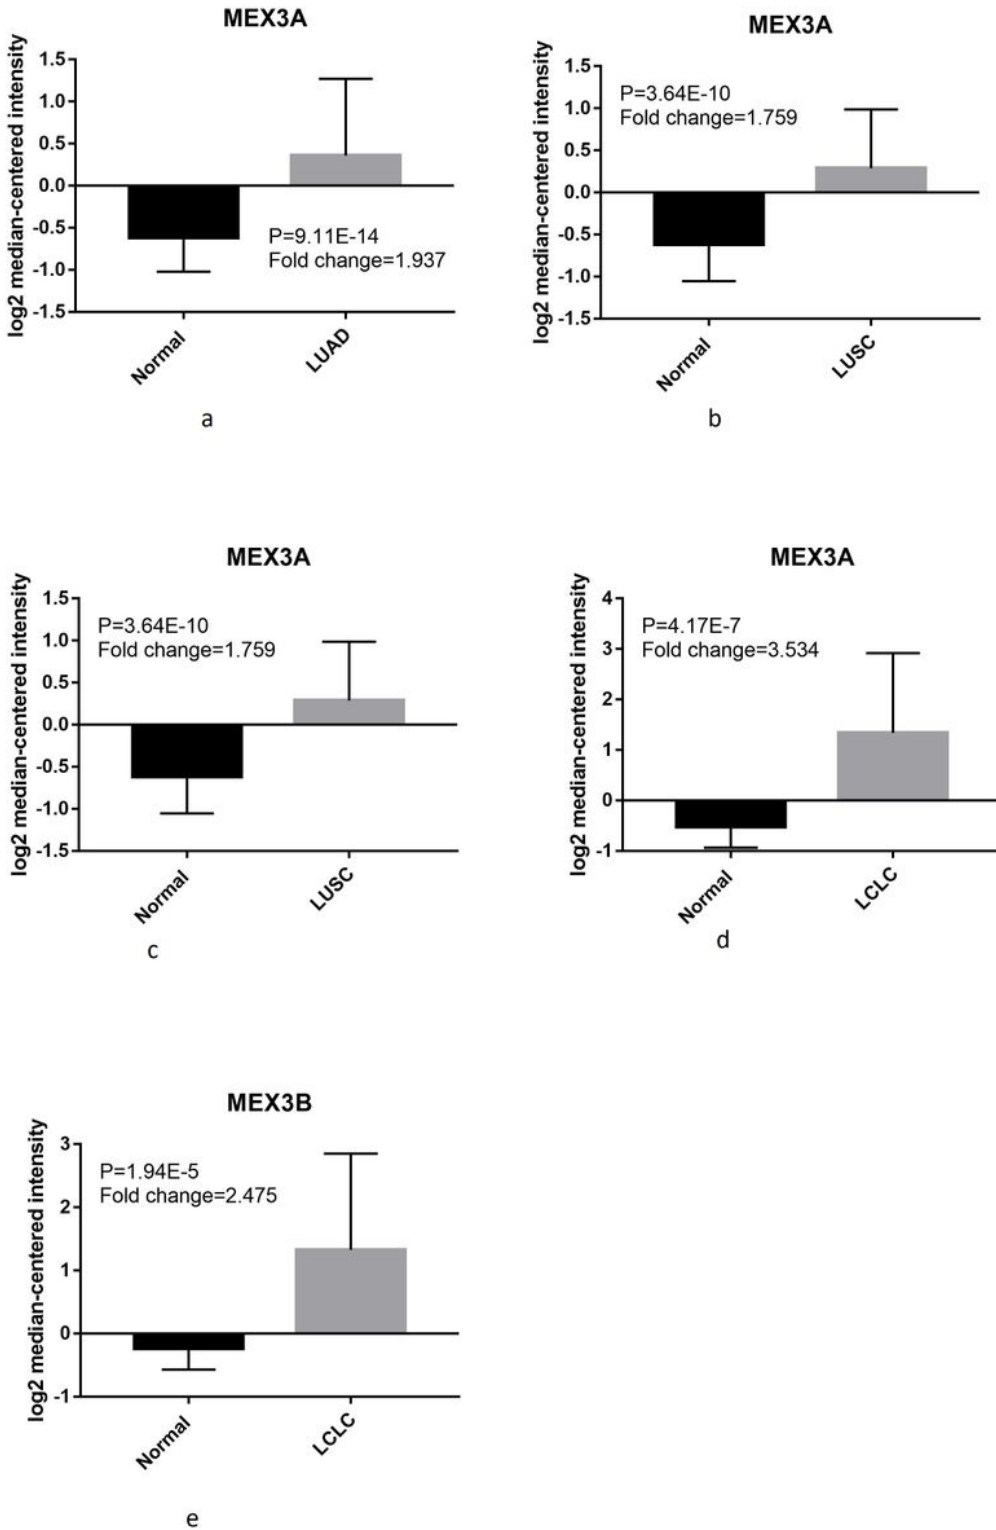 MEX3A
log2 median-centered intensity
1.5
1.0
0.5
0.0
-0.5
-1.0
-1.5
P=9.11E-14
Fold change=1.937
Normal
LUAD
a
MEX3A
log2 median-centered intensity
1.5
1.0
0.5
0.0
-0.5
-1.0
-1.5
P=3.64E-10
Fold change=1.759
Normal
LUSC
b
MEX3A
log2 median-centered intensity
1.5
1.0
0.5
0.0
-0.5
-1.0
-1.5
P=3.64E-10
Fold change=1.759
Normal
LUSC
c
MEX3A
log2 median-centered intensity
4
3
2
1
0
-1
P=4.17E-7
Fold change=3.534
Normal
LCLC
d
MEX3B
log2 median-centered intensity
3
2
1
0
-1
P=1.94E-5
Fold change=2.475
Normal
LCLC
e